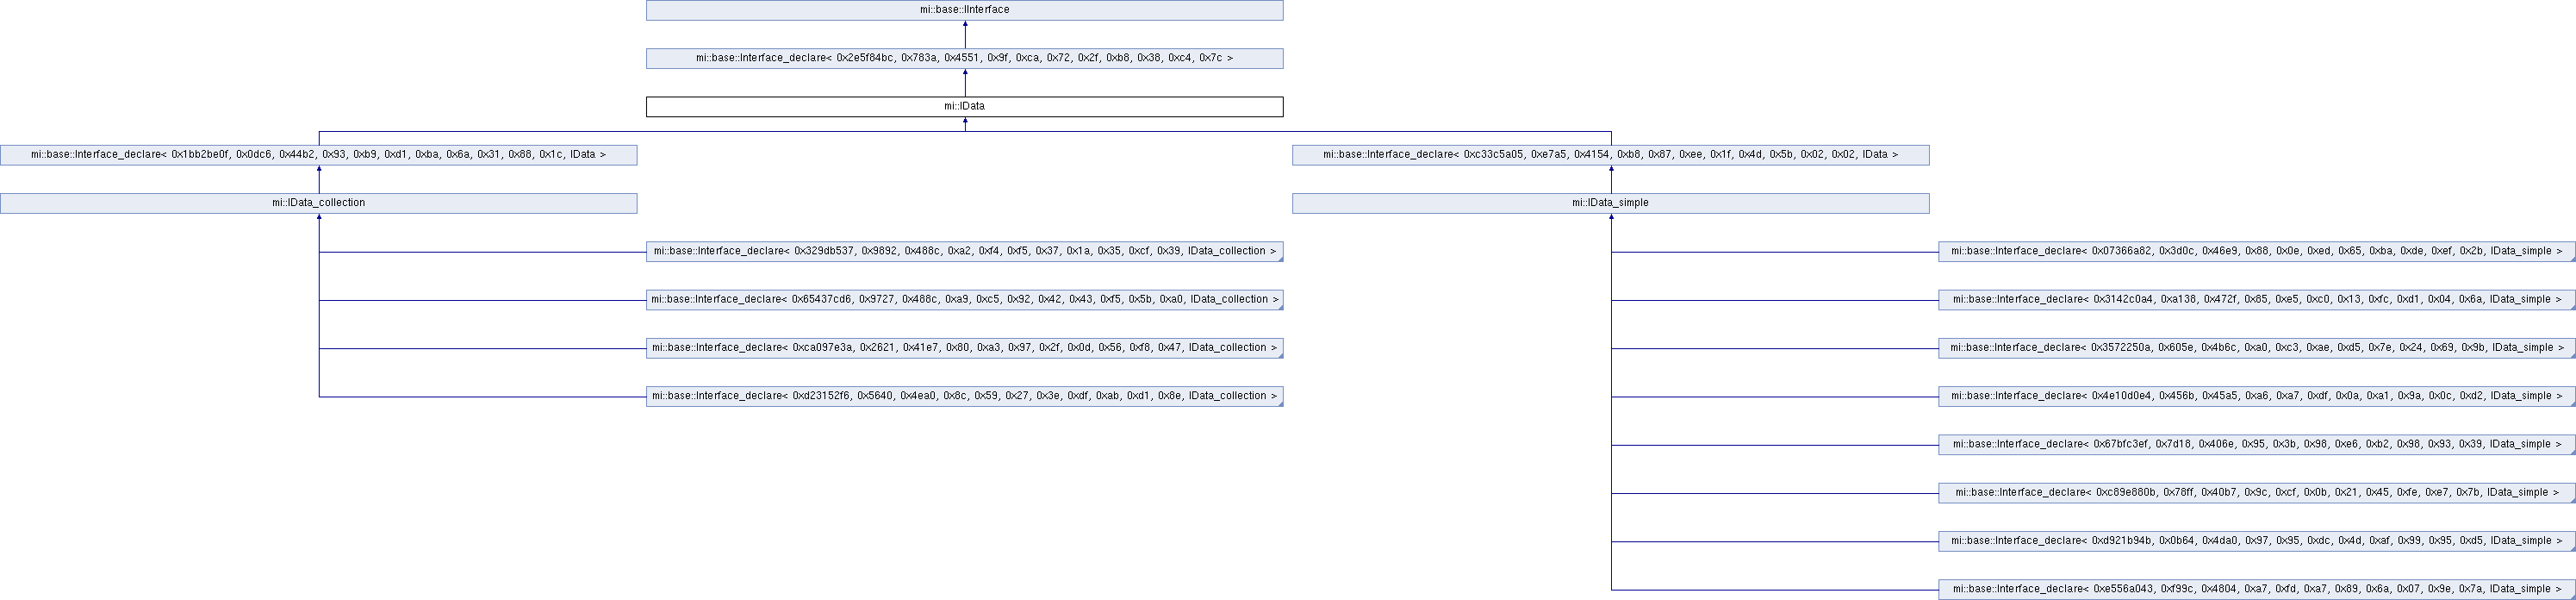 mi::base::IInterface
mi::base::Interface_declare< 0x2e5f84bc, 0x783a, 0x4551, 0x9f, 0xca, 0x72, 0x2f, 0xb8, 0x38, 0xc4, 0x7c >
mi::IData
mi::base::Interface_declare< 0x1bb2be0f, 0x0dc6, 0x44b2, 0x93, 0xb9, 0xd1, 0xba, 0x6a, 0x31, 0x88, 0x1c, IData >
mi::base::Interface_declare< 0xc33c5a05, 0xe7a5, 0x4154, 0xb8, 0x87, 0xee, 0x1f, 0x4d, 0x5b, 0x02, 0x02, IData >
mi::IData_collection
mi::IData_simple
mi::base::Interface_declare< 0x329db537, 0x9892, 0x488c, 0xa2, 0xf4, 0xf5, 0x37, 0x1a, 0x35, 0xcf, 0x39, IData_collection >
mi::base::Interface_declare< 0x07366a82, 0x3d0c, 0x46e9, 0x88, 0x0e, 0xed, 0x65, 0xba, 0xde, 0xef, 0x2b, IData_simple >
mi::base::Interface_declare< 0x65437cd6, 0x9727, 0x488c, 0xa9, 0xc5, 0x92, 0x42, 0x43, 0xf5, 0x5b, 0xa0, IData_collection >
mi::base::Interface_declare< 0x3142c0a4, 0xa138, 0x472f, 0x85, 0xe5, 0xc0, 0x13, 0xfc, 0xd1, 0x04, 0x6a, IData_simple >
mi::base::Interface_declare< 0xca097e3a, 0x2621, 0x41e7, 0x80, 0xa3, 0x97, 0x2f, 0x0d, 0x56, 0xf8, 0x47, IData_collection >
mi::base::Interface_declare< 0x3572250a, 0x605e, 0x4b6c, 0xa0, 0xc3, 0xae, 0xd5, 0x7e, 0x24, 0x69, 0x9b, IData_simple >
mi::base::Interface_declare< 0xd23152f6, 0x5640, 0x4ea0, 0x8c, 0x59, 0x27, 0x3e, 0xdf, 0xab, 0xd1, 0x8e, IData_collection >
mi::base::Interface_declare< 0x4e10d0e4, 0x456b, 0x45a5, 0xa6, 0xa7, 0xdf, 0x0a, 0xa1, 0x9a, 0x0c, 0xd2, IData_simple >
mi::base::Interface_declare< 0x67bfc3ef, 0x7d18, 0x406e, 0x95, 0x3b, 0x98, 0xe6, 0xb2, 0x98, 0x93, 0x39, IData_simple >
mi::base::Interface_declare< 0xc89e880b, 0x78ff, 0x40b7, 0x9c, 0xcf, 0x0b, 0x21, 0x45, 0xfe, 0xe7, 0x7b, IData_simple >
mi::base::Interface_declare< 0xd921b94b, 0x0b64, 0x4da0, 0x97, 0x95, 0xdc, 0x4d, 0xaf, 0x99, 0x95, 0xd5, IData_simple >
mi::base::Interface_declare< 0xe556a043, 0xf99c, 0x4804, 0xa7, 0xfd, 0xa7, 0x89, 0x6a, 0x07, 0x9e, 0x7a, IData_simple >